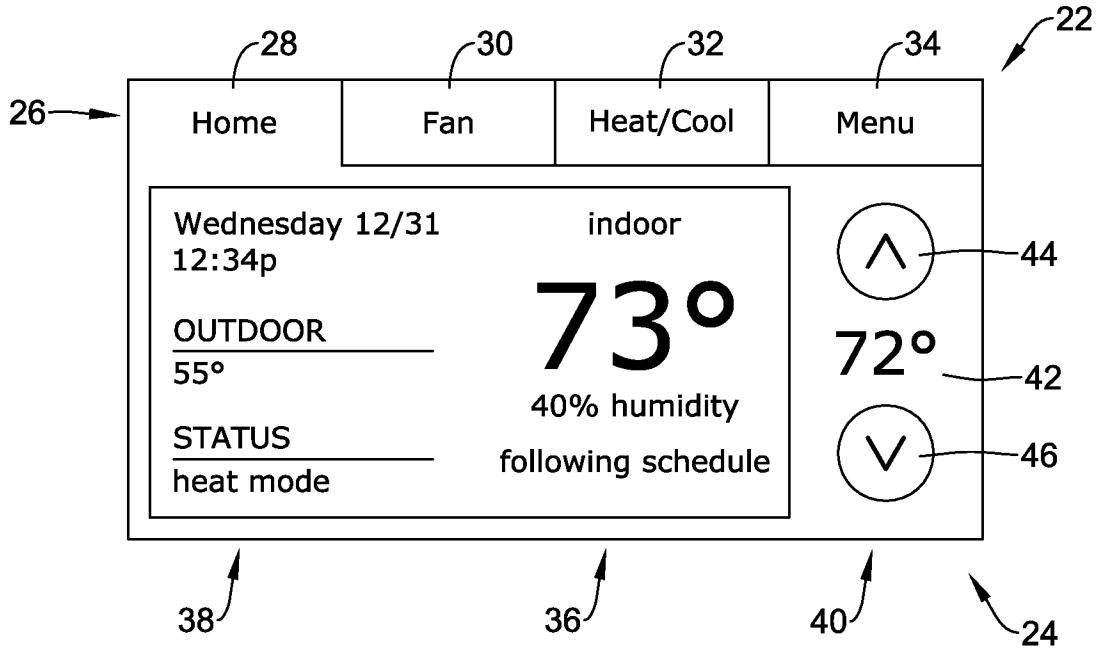 22
28
30
32
34
26
Home
Fan
Heat/Cool
Menu
Wednesday 12/31
12:34p
OUTDOOR
55°
STATUS
heat mode
indoor
73°
40% humidity
following schedule
44
72°
42
46
38
36
40
24